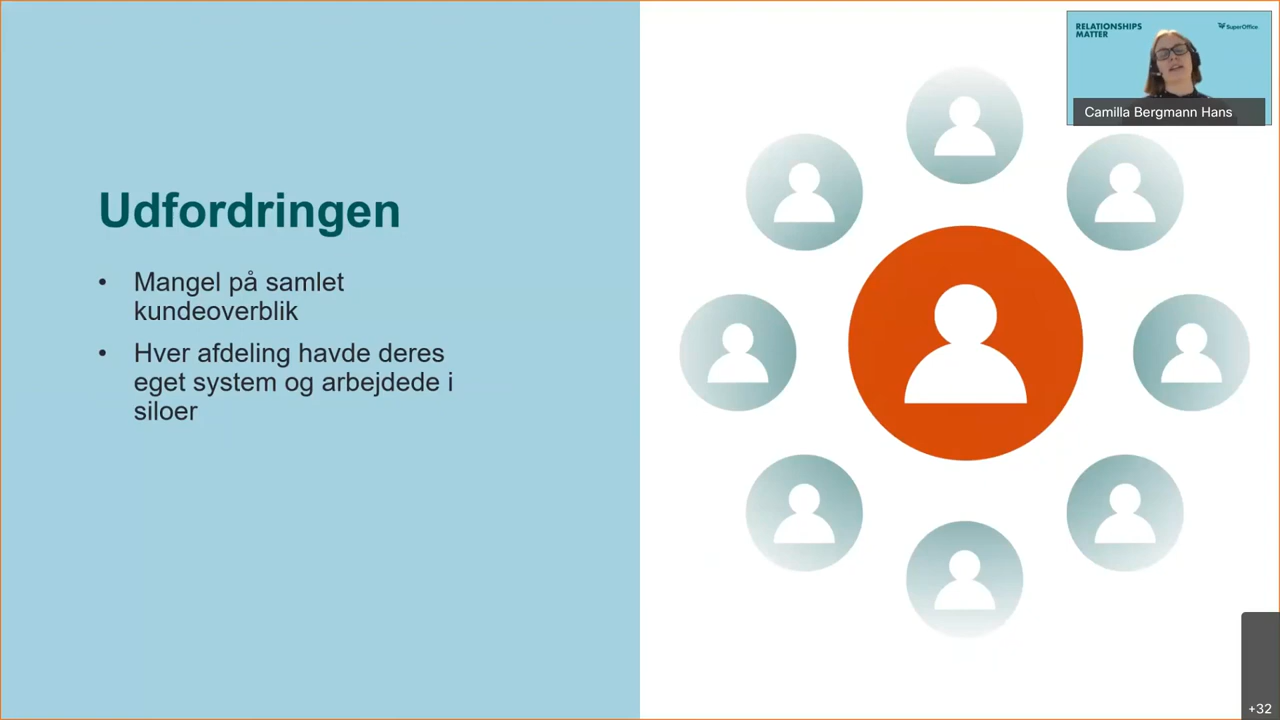 Udfordringen
• Mangel på samlet
kundeoverblik
• Hver afdeling havde deres
eget system og arbejdede i
siloer
RELATIONSHIPS
MATTER
SuperOffice
Camilla Bergmann Hans
+32